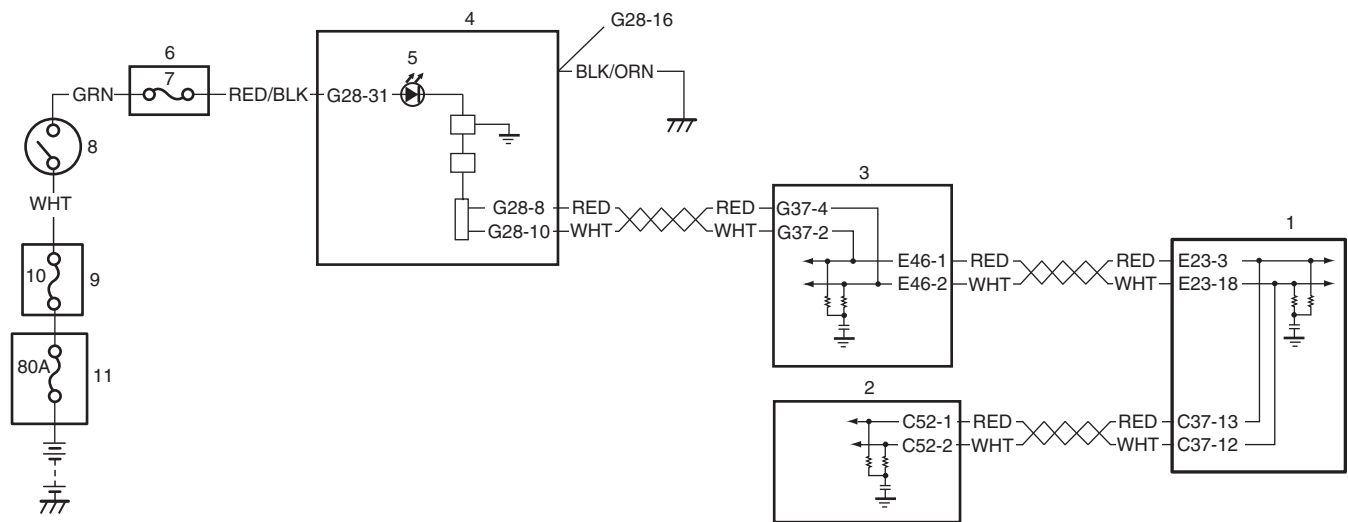 4
G28-16
6
5
7
BLK/ORN
GRN
RED/BLK
G28-31
8
3
WHT
G28-8
RED
RED
G37-4
G28-10
WHT
WHT
G37-2
1
10
9
E46-1
RED
RED
E23-3
E46-2
WHT
WHT
E23-18
80A
11
2
C52-1
RED
RED
C37-13
C52-2
WHT
WHT
C37-12